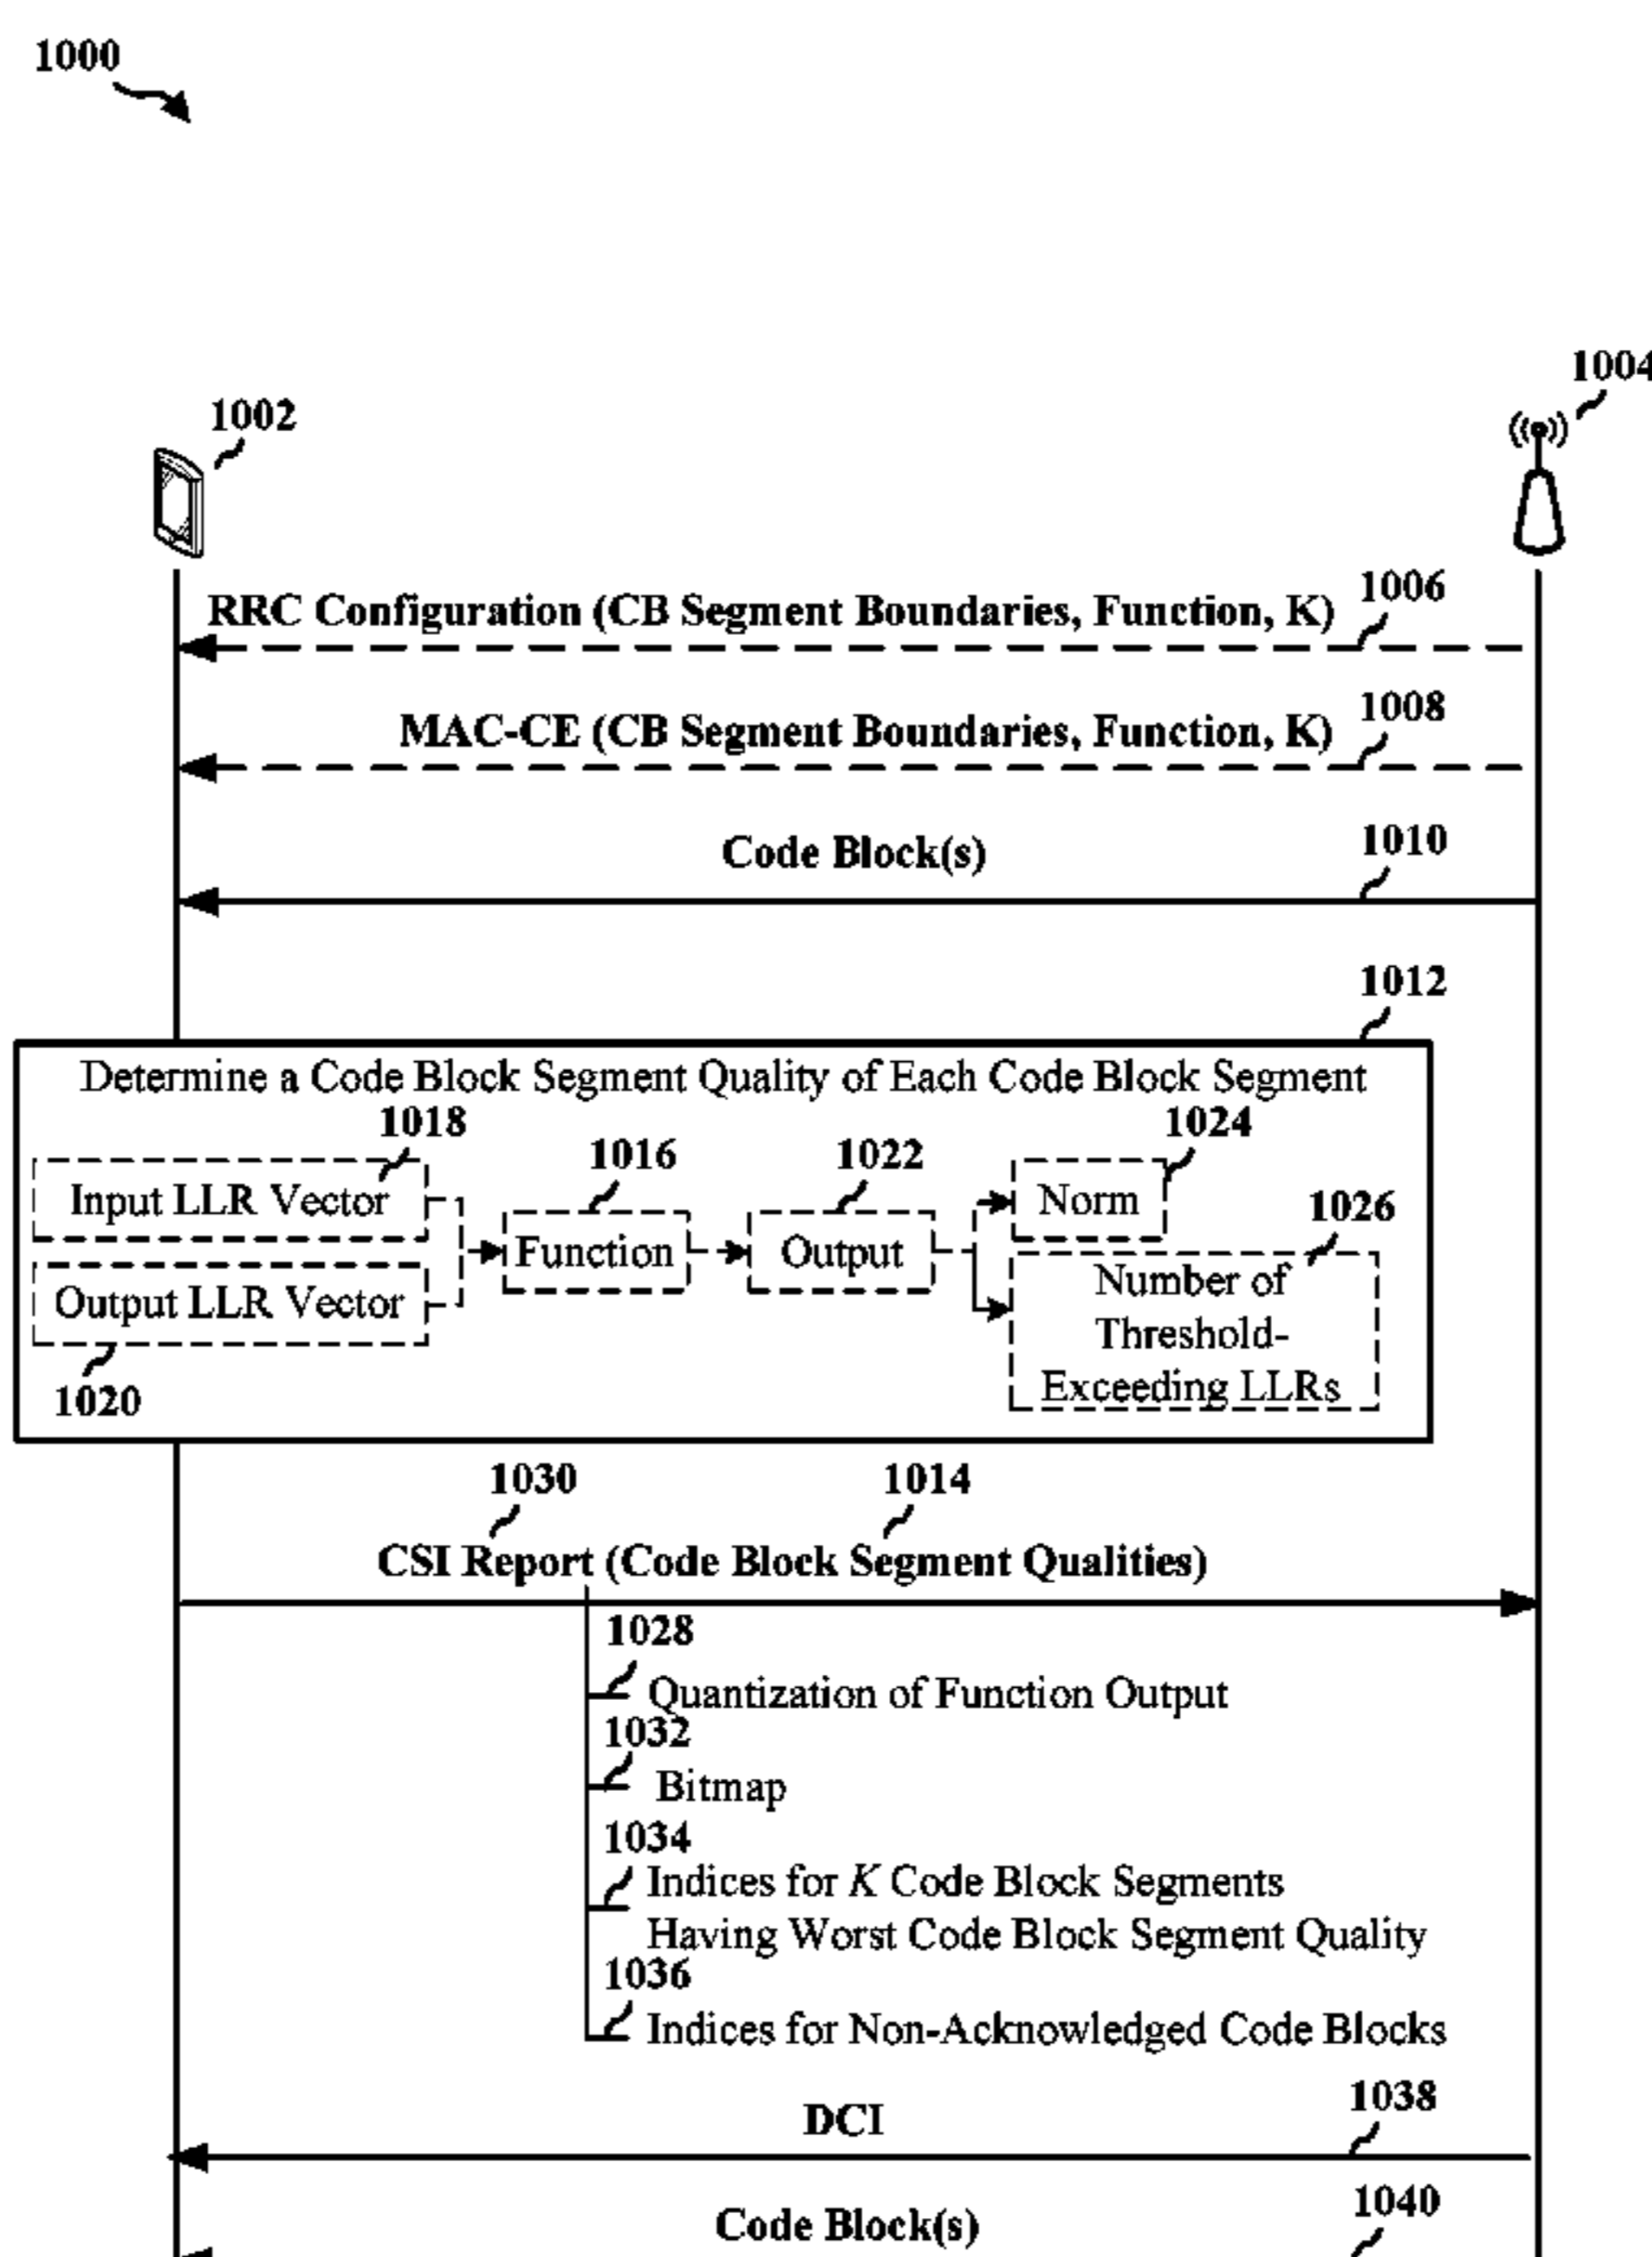 1000
1004
1002
1006
RRC Configuration (CB Segment Boundaries, Function, K)
1008
MAC-CE (CB Segment Boundaries, Function, K)
1010
Code Block(s)
1012
Determine a Code Block Segment Quality of Each Code Block Segment
1018
1016
1022
1024
Input LLR Vector
Norm
1026
Function
Output
Output LLR Vector
Number of
Threshold-
Exceeding LLRs
1020
1030
1014
CSI Report (Code Block Segment Qualities)
1028
Quantization of Function Output
1032
Bitmap
1034
Indices for K Code Block Segments
Having Worst Code Block Segment Quality
1036
Indices for Non-Acknowledged Code Blocks
1038
DCI
1040
Code Block(s)